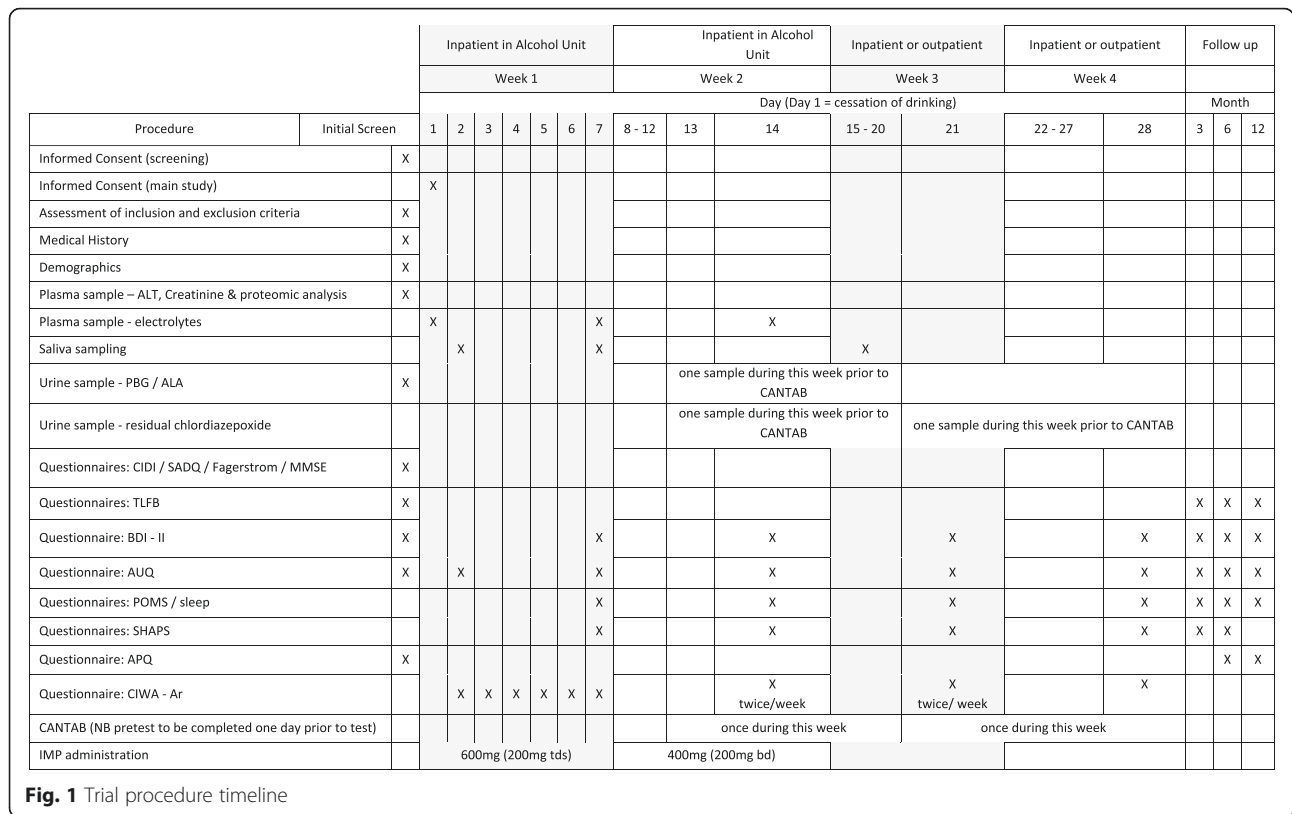 Inpatient in Alcohol Unit
Inpatient in Alcohol
Unit
Inpatient or outpatient
Inpatient or outpatient
Follow up
Week 1
Week 2
Week 3
Week 4
Day (Day 1 = cessation of drinking)
Month
Procedure Initial Screen 1 2 3 4 5 6 7 8 - 12 13 14 15 - 20 21 22 - 27 28 3 6 12
Informed Consent (screening) X
Informed Consent (main study) X
Assessment of inclusion and exclusion criteria X
Medical History X
Demographics X
Plasma sample – ALT, Creatinine & proteomic analysis X
Plasma sample - electrolytes X X X
Saliva sampling X X X
Urine sample - PBG / ALA X
one sample during this week prior to
CANTAB
Urine sample - residual chlordiazepoxide
one sample during this week prior to
CANTAB
one sample during this week prior to CANTAB
Questionnaires: CIDI / SADQ / Fagerstrom / MMSE X
Questionnaires: TLFB X X X X
Questionnaire: BDI - II X X X X X X X X
Questionnaire: AUQ X X X X X X X X X
Questionnaires: POMS / sleep X X X X X X X
Questionnaires: SHAPS X X X X X X
Questionnaire: APQ X X X
Questionnaire: CIWA - Ar X X X X X X X X X
twice/week twice/ week
CANTAB (NB pretest to be completed one day prior to test) once during this week once during this week
IMP administration 600mg (200mg tds) 400mg (200mg bd)
Fig. 1 Trial procedure timeline